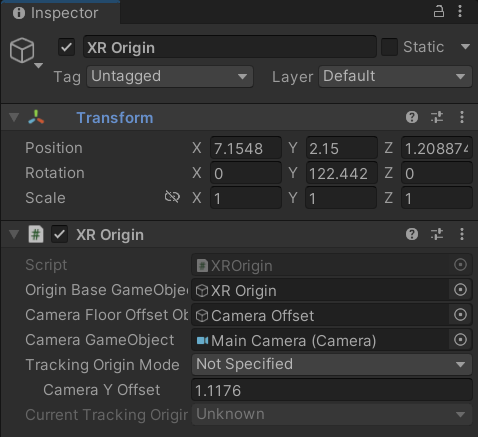 Inspector
XR Origin Static
Tag Untagged Layer Default
Transform
Position X 7.1548 Y 2.15 Z 1.208874
Rotation X 0 Y 122.442 Z 0
Scale X 1 Y 1 Z 1
# XR Origin
Script # XROrigin
Origin Base GameObje XR Origin
Camera Floor Offset Ob Camera Offset
Camera GameObject Main Camera (Camera)
Tracking Origin Mode Not Specified
Camera Y Offset 1.1176
Current Tracking Origin Unknown